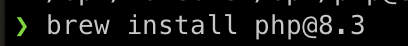 ❯ brew install php@8.3